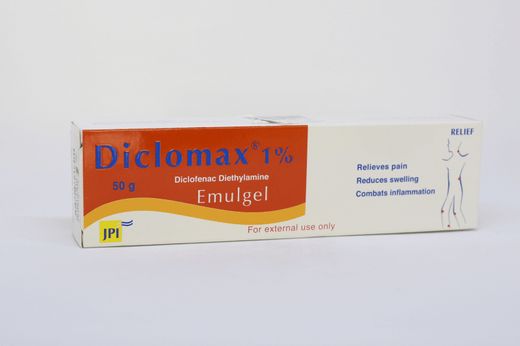 Diclomax® 1%
50 g
Diclofenac Diethylamine
Emulgel
JPI
For external use only
RELIEF
Relieves pain
Reduces swelling
Combats inflammation